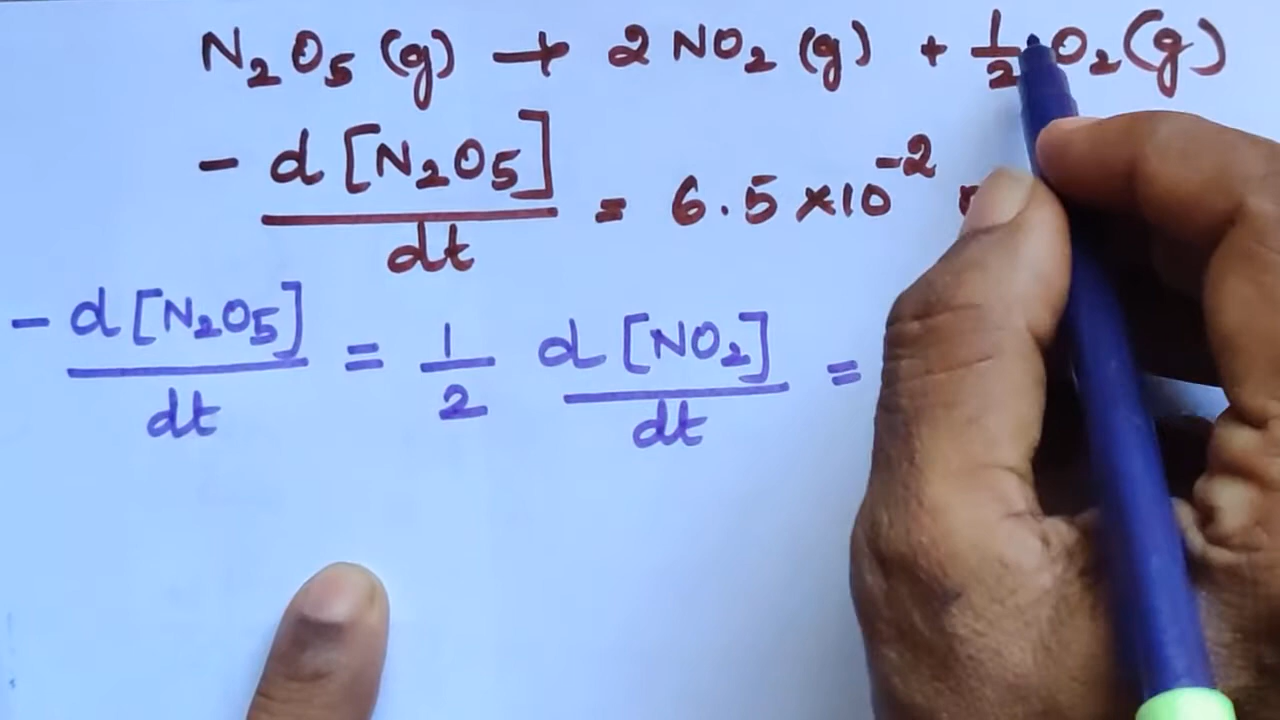 N₂O₅ (g) → 2 NO₂ (g) + 1/2 O₂ (g)
- d [N₂O₅] / dt = 6.5 × 10⁻²
- d [N₂O₅] / dt = 1/2 d [NO₂] / dt =